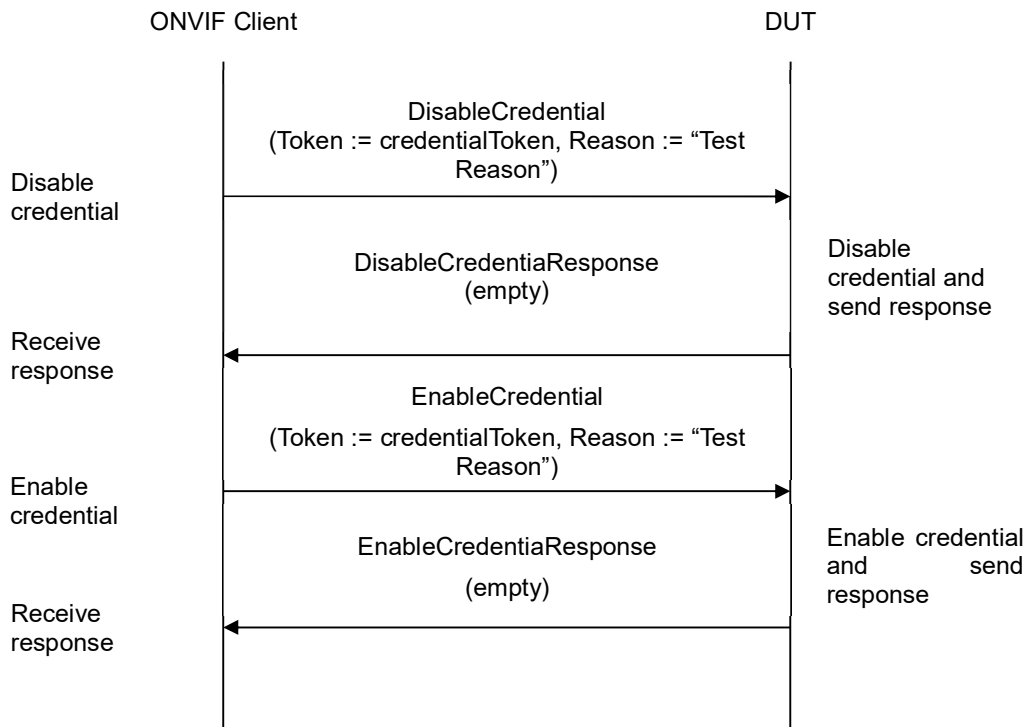 ONVIF Client
DUT
DisableCredential
(Token := credentialToken, Reason := “Test
Reason”)
Disable
credential
DisableCredentiaResponse
(empty)
Disable
credential and
send response
Receive
response
EnableCredential
(Token := credentialToken, Reason := “Test
Reason”)
Enable
credential
EnableCredentiaResponse
(empty)
Enable credential
and send
response
Receive
response